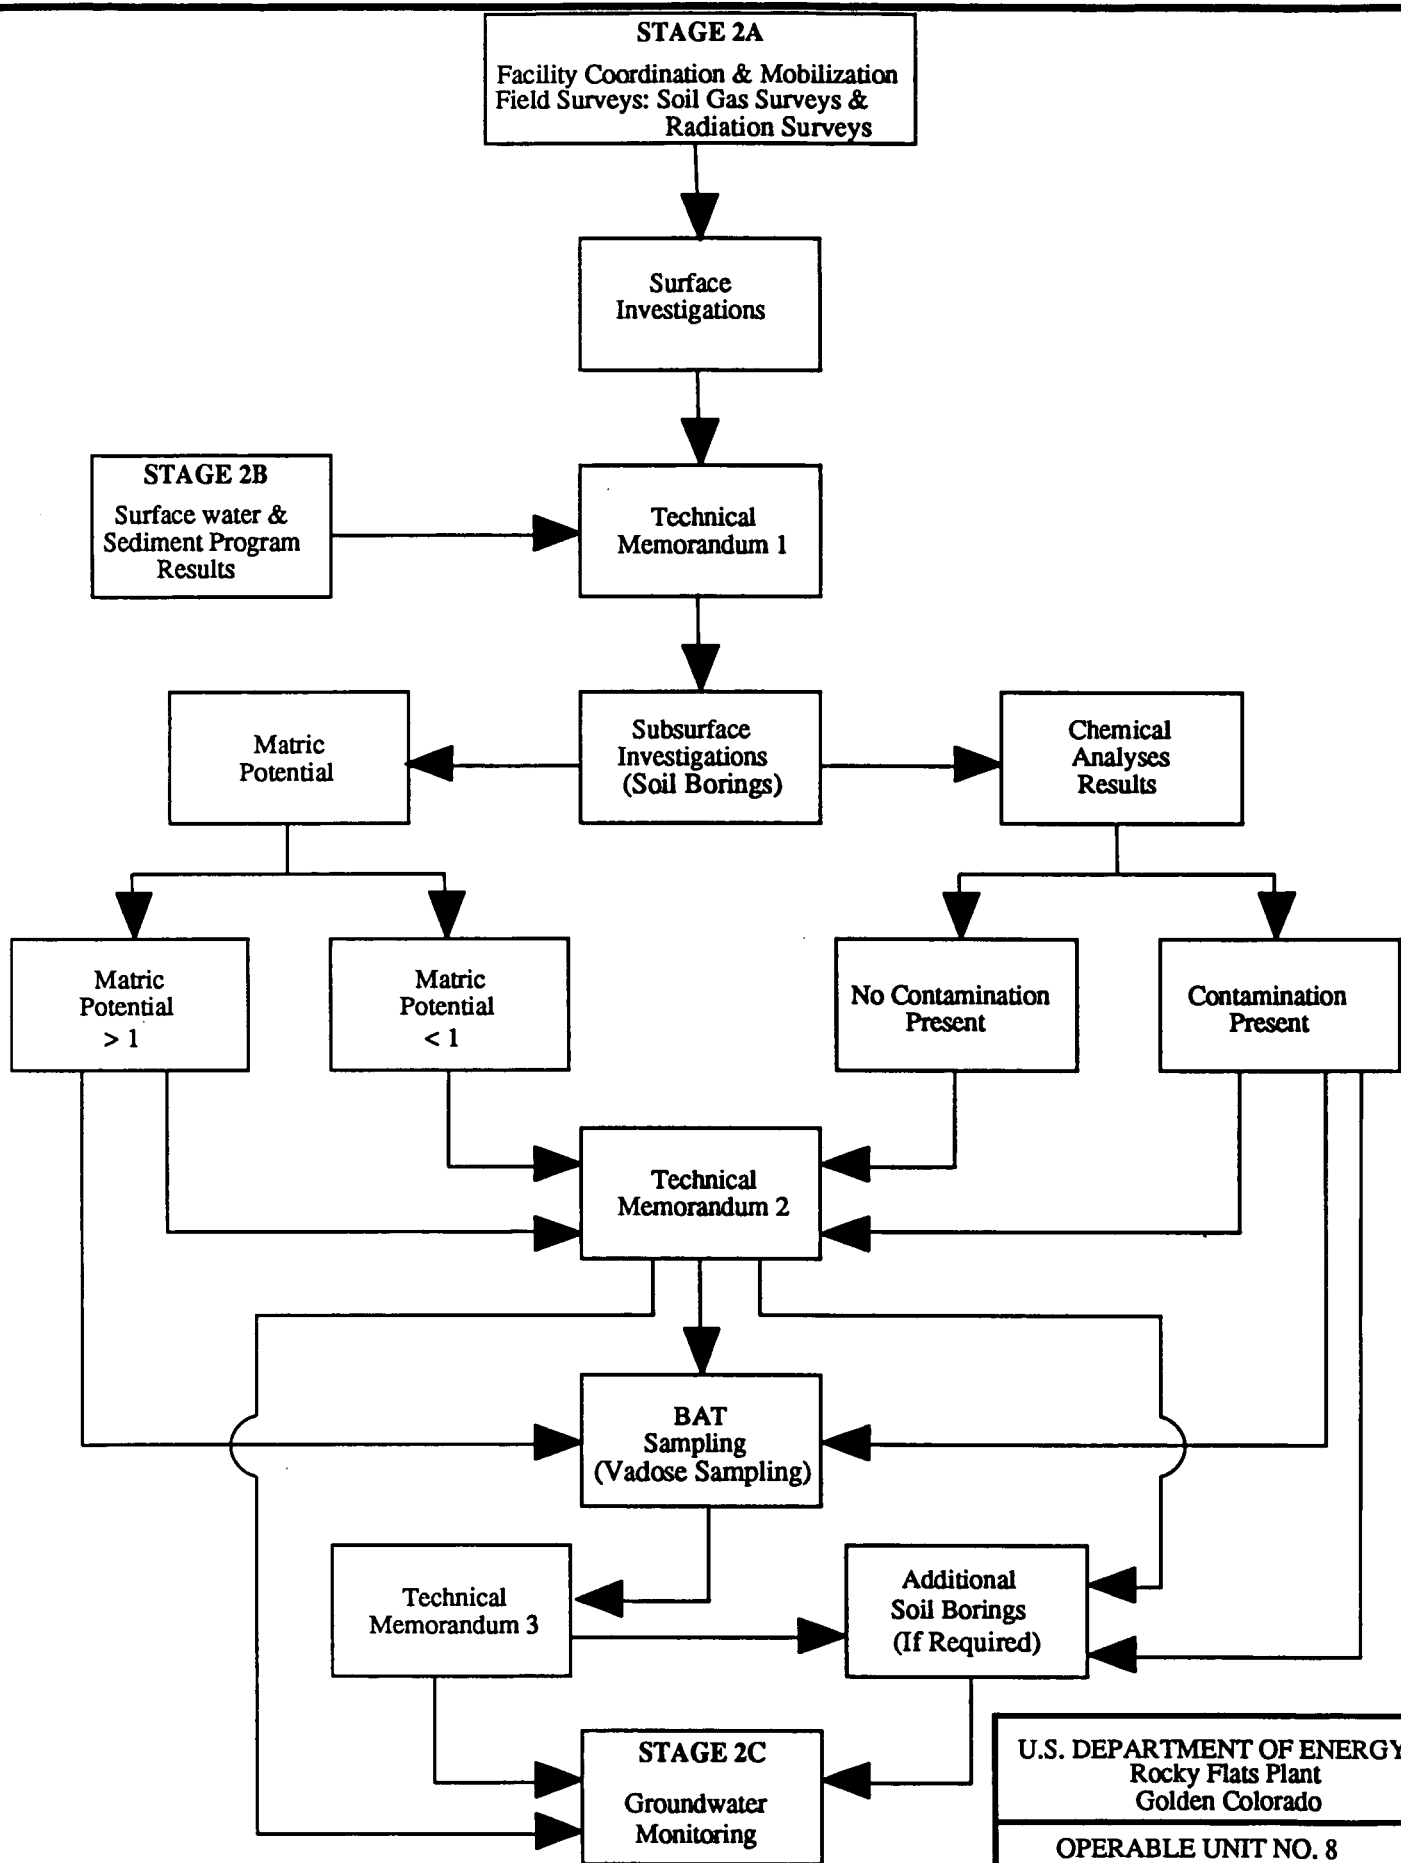 STAGE 2A
Facility Coordination & Mobilization
Field Surveys: Soil Gas Surveys &
Radiation Surveys
Surface
Investigations
STAGE 2B
Surface water &
Sediment Program
Results
Technical
Memorandum 1
Matric
Potential
Subsurface
Investigations
(Soil Borings)
Chemical
Analyses
Results
Matric
Potential
> 1
Matric
Potential
< 1
No Contamination
Present
Contamination
Present
Technical
Memorandum 2
BAT
Sampling
(Vadose Sampling)
Technical
Memorandum 3
Additional
Soil Borings
(If Required)
STAGE 2C
Groundwater
Monitoring
U.S. DEPARTMENT OF ENERGY
Rocky Flats Plant
Golden Colorado
OPERABLE UNIT NO. 8